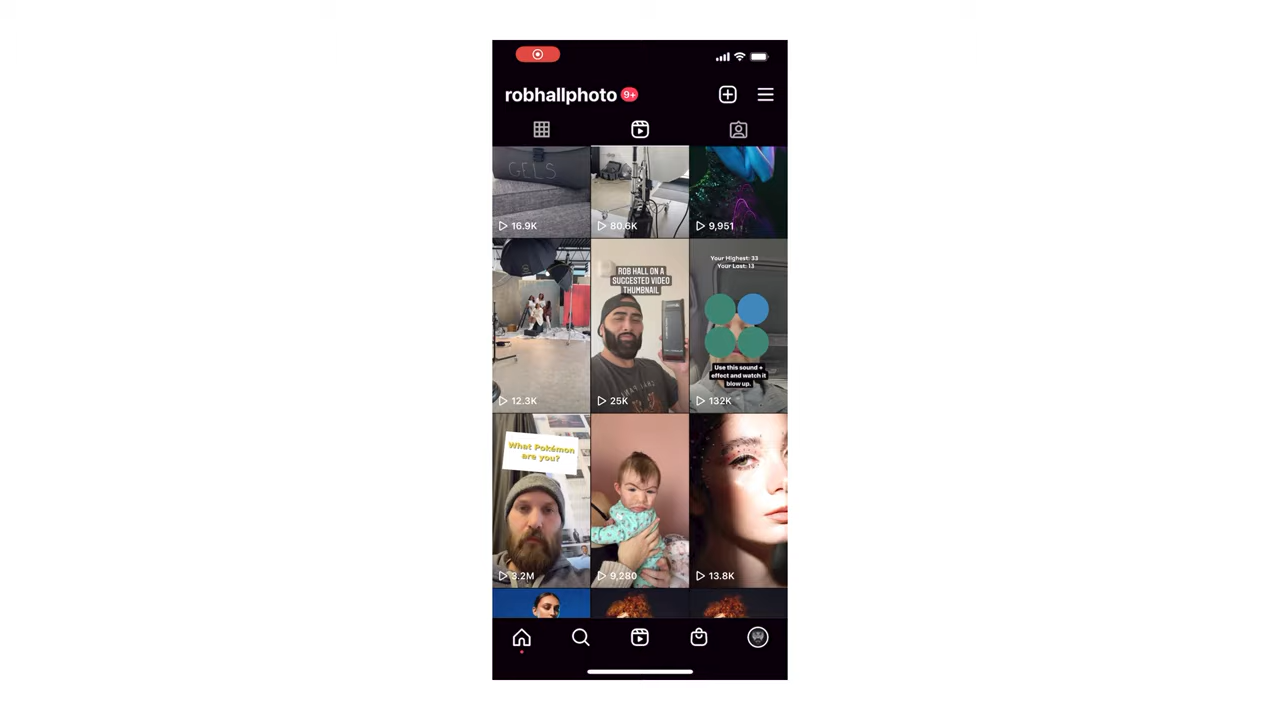 robhallphoto 9+
GELS
16.9K
80.6K
9,951
ROB HALL ON A
SUGGESTED VIDEO
THUMBNAIL
Your Highest: 33
Your Last: 13
Use this sound +
effect and watch it
blow up.
12.3K
25K
132K
What Pokémon
are you?
3.2M
9,280
13.8K